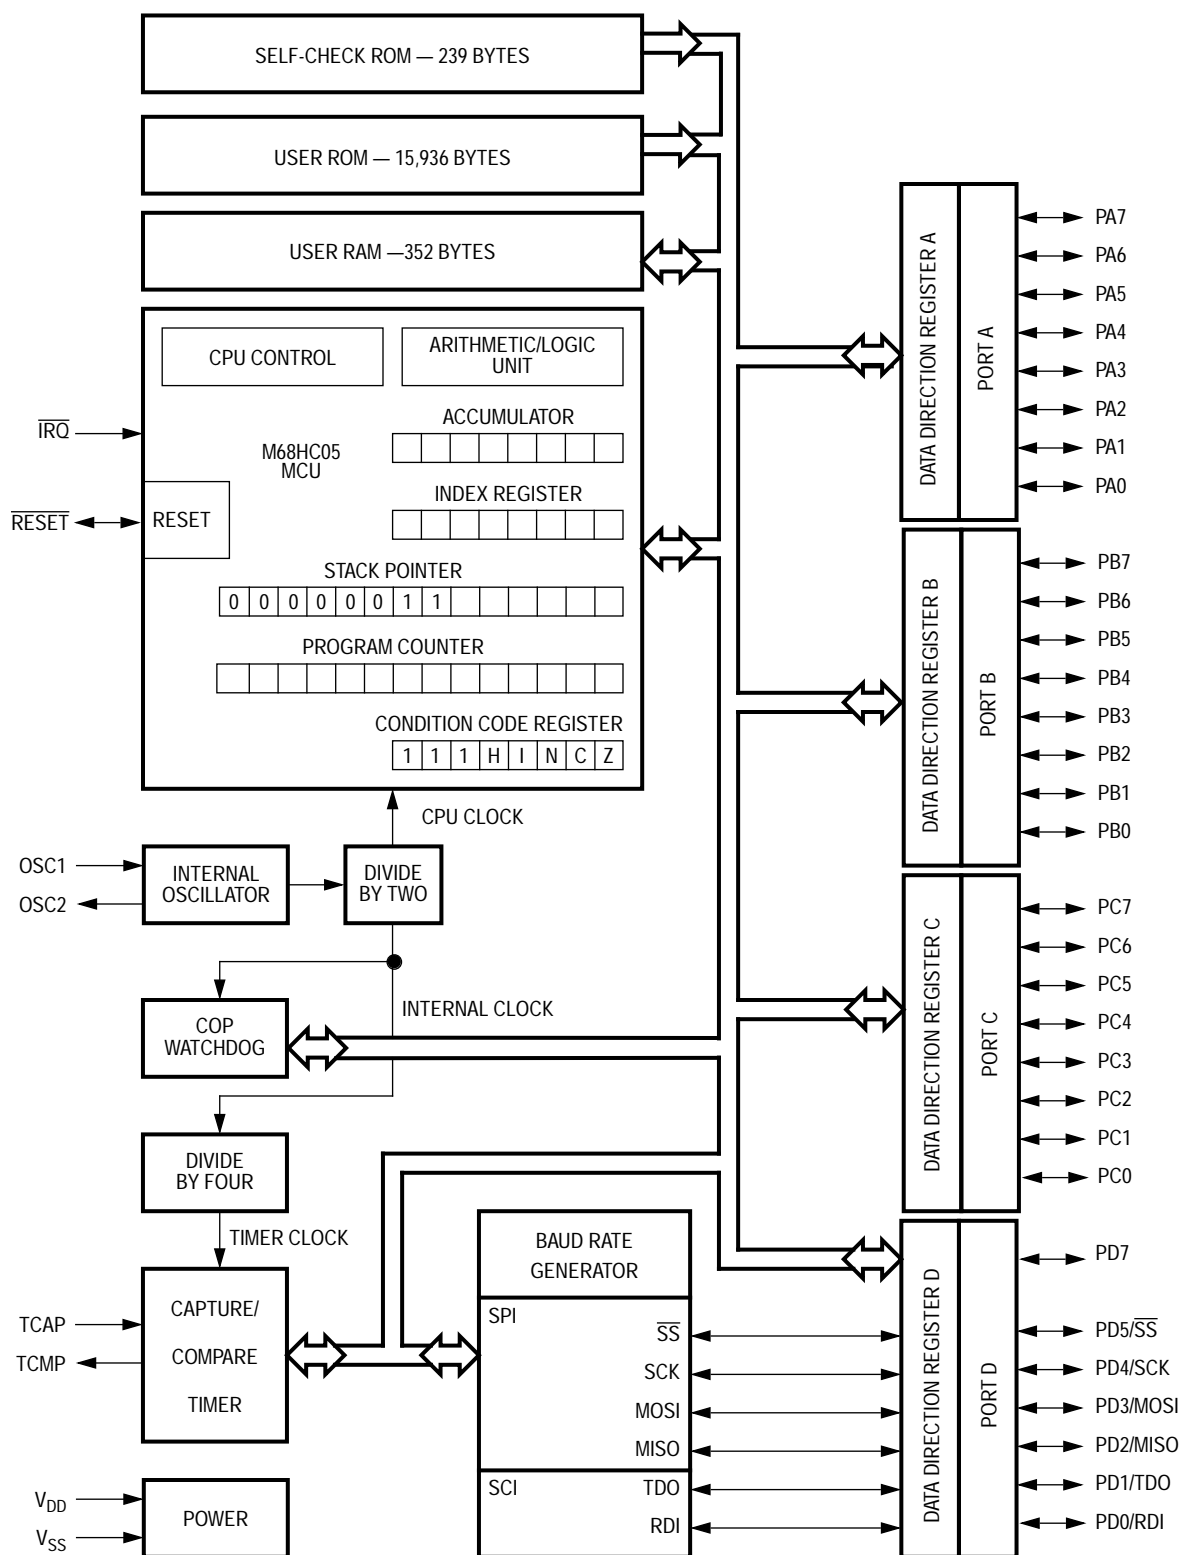 SELF-CHECK ROM — 239 BYTES
USER ROM — 15,936 BYTES
USER RAM —352 BYTES
CPU CONTROL
ARITHMETIC/LOGIC
UNIT
ACCUMULATOR
M68HC05
MCU
INDEX REGISTER
IRQ
RESET
RESET
STACK POINTER
0 0 0 0 0 0 1 1
PROGRAM COUNTER
CONDITION CODE REGISTER
1 1 1 H I N C Z
CPU CLOCK
OSC1
OSC2
INTERNAL
OSCILLATOR
DIVIDE
BY TWO
INTERNAL CLOCK
COP
WATCHDOG
DIVIDE
BY FOUR
TIMER CLOCK
TCAP
TCMP
CAPTURE/
COMPARE
TIMER
VDD
VSS
POWER
BAUD RATE
GENERATOR
SPI
SS
SCK
MOSI
MISO
SCI
TDO
RDI
DATA DIRECTION REGISTER A
PORT A
PA7
PA6
PA5
PA4
PA3
PA2
PA1
PA0
DATA DIRECTION REGISTER B
PORT B
PB7
PB6
PB5
PB4
PB3
PB2
PB1
PB0
DATA DIRECTION REGISTER C
PORT C
PC7
PC6
PC5
PC4
PC3
PC2
PC1
PC0
DATA DIRECTION REGISTER D
PORT D
PD7
PD5/SS
PD4/SCK
PD3/MOSI
PD2/MISO
PD1/TDO
PD0/RDI